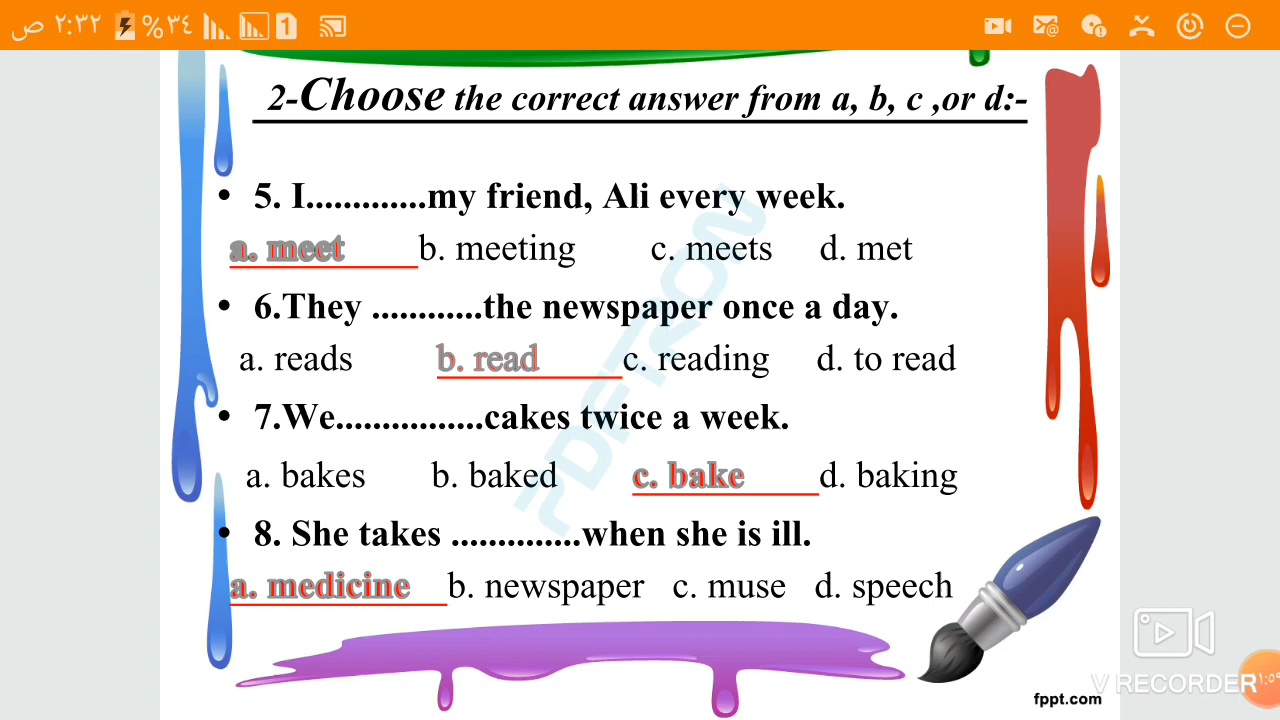 ص ٢:٣٢ %٣٤ 1
2-Choose the correct answer from a, b, c ,or d:-
• 5. I.............my friend, Ali every week.
a. meet b. meeting c. meets d. met
• 6.They ............the newspaper once a day.
a. reads b. read c. reading d. to read
• 7.We................cakes twice a week.
a. bakes b. baked c. bake d. baking
• 8. She takes ..............when she is ill.
a. medicine b. newspaper c. muse d. speech
PDFTRON
V RECORDER
fppt.com